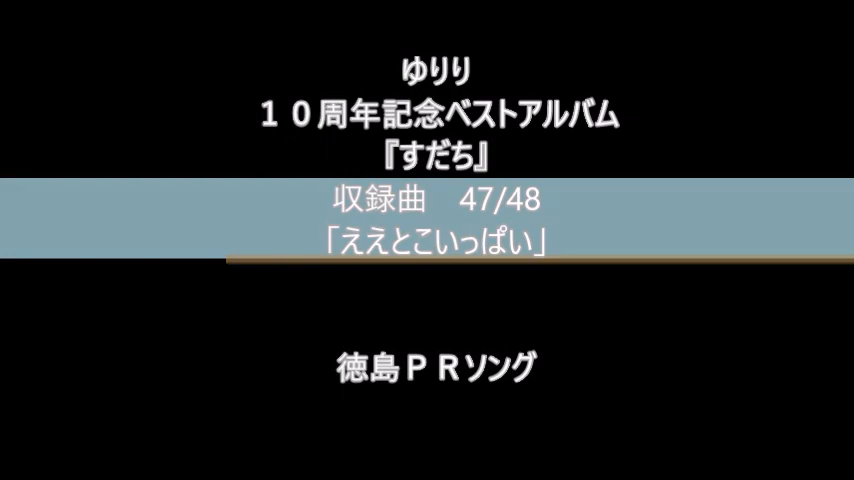 ゆりり
１０周年記念ベストアルバム
『すだち』
収録曲　47/48
「ええとこいっぱい」
徳島ＰＲソング